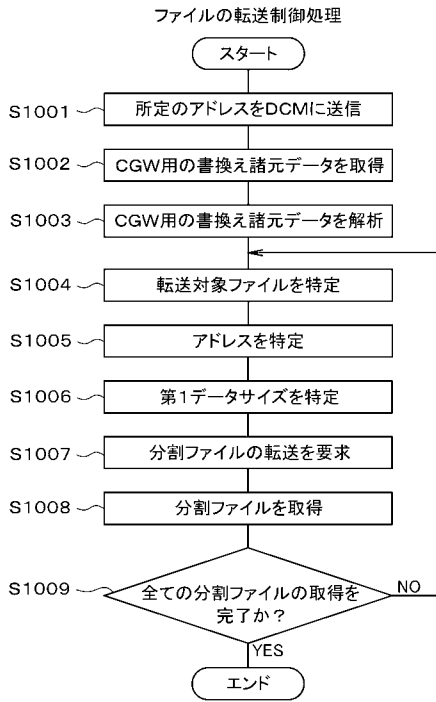 ファイルの転送制御処理
スタート
S1001 所定のアドレスをDCMに送信
S1002 CGW用の書換え諸元データを取得
S1003 CGW用の書換え諸元データを解析
S1004 転送対象ファイルを特定
S1005 アドレスを特定
S1006 第1データサイズを特定
S1007 分割ファイルの転送を要求
S1008 分割ファイルを取得
S1009 全ての分割ファイルの取得を NO
完了か？
YES
エンド